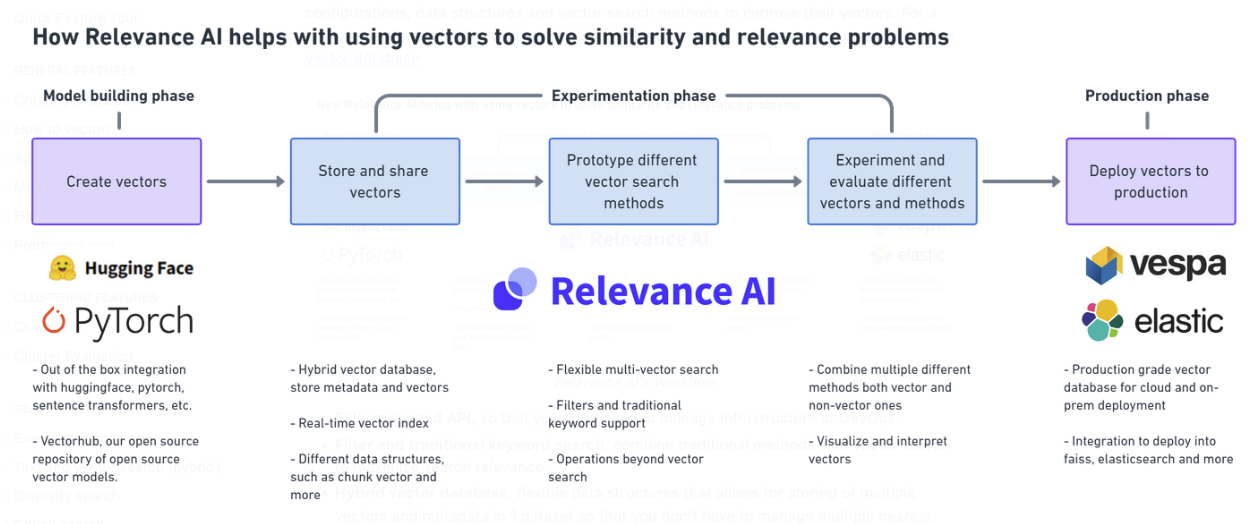 How Relevance AI helps with using vectors to solve similarity and relevance problems
Model building phase
Experimentation phase
Production phase
Create vectors
Store and share
vectors
Prototype different
vector search
methods
Experiment and
evaluate different
vectors and methods
Deploy vectors to
production
Hugging Face
PyTorch
Relevance AI
vespa
elastic
- Out of the box integration
with huggingface, pytorch,
sentence transformers, etc.
- Vectorhub, our open source
repository of open source
vector models.
- Hybrid vector database,
store metadata and vectors
- Real-time vector index
- Different data structures,
such as chunk vector and
more
- Flexible multi-vector search
- Filters and traditional
keyword support
- Operations beyond vector
search
- Combine multiple different
methods both vector and
non-vector ones
- Visualize and interpret
vectors
- Production grade vector
database for cloud and on-
prem deployment
- Integration to deploy into
faiss, elasticsearch and more